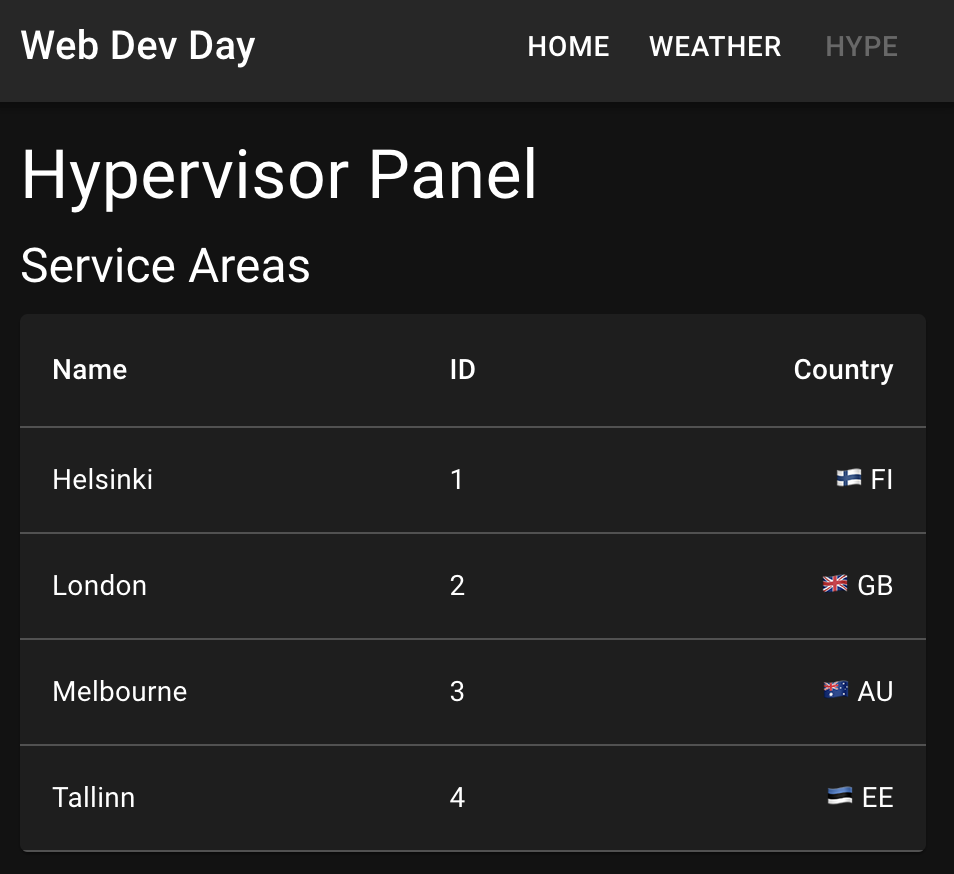 Web Dev Day HOME WEATHER HYPE
Hypervisor Panel
Service Areas
Name ID Country
Helsinki 1 🇫🇮 FI
London 2 🇬🇧 GB
Melbourne 3 🇦🇺 AU
Tallinn 4 🇪🇪 EE